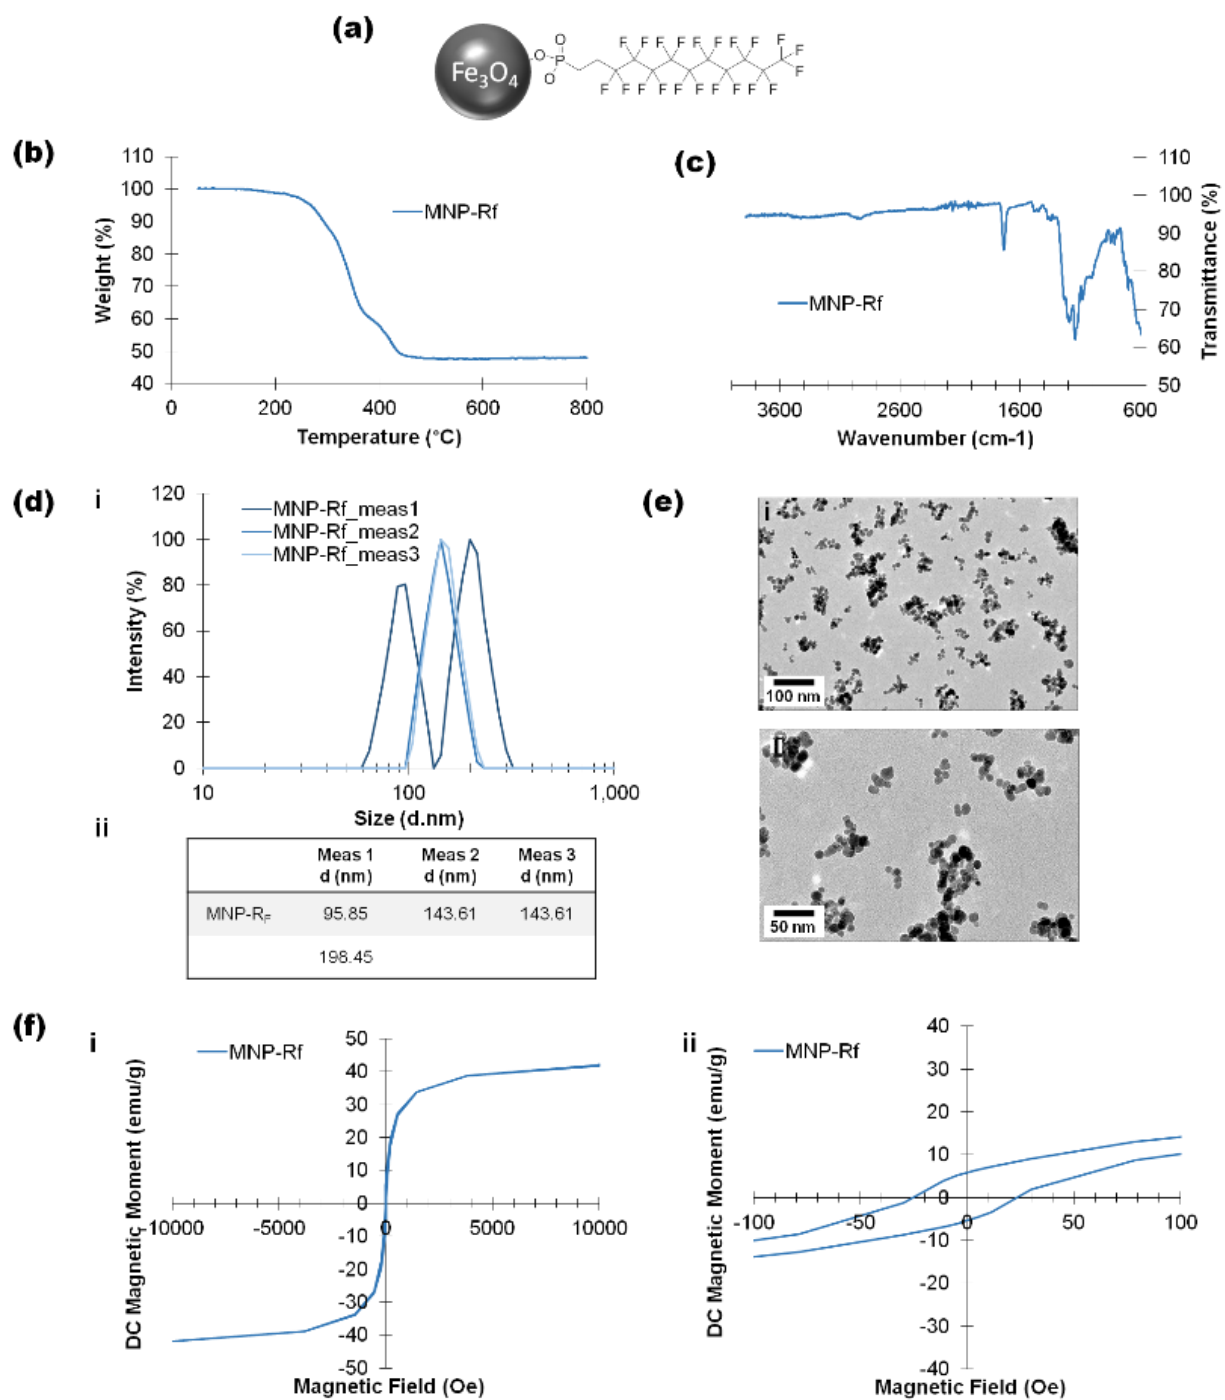 (a)
Fe3O4
O
O
P
O
F F F F F F F F F
F
F
F F F F F F F F F
(b)
110
100
90
80
70
60
50
40
0 200 400 600 800
Weight (%)
Temperature (°C)
MNP-Rf
(c)
110
100
90
80
70
60
50
3600 2600 1600 600
Transmittance (%)
Wavenumber (cm-1)
MNP-Rf
(d)
i
120
100
80
60
40
20
0
10 100 1,000
Intensity (%)
Size (d.nm)
MNP-Rf_meas1
MNP-Rf_meas2
MNP-Rf_meas3
ii
Meas 1 Meas 2 Meas 3
d (nm) d (nm) d (nm)
MNP-RF 95.85 143.61 143.61
198.45
(e)
i
100 nm
ii
50 nm
(f)
i
MNP-Rf
50
40
30
20
10
0
-10
-20
-30
-40
-50
-10000 -5000 0 5000 10000
DC Magnetic Moment (emu/g)
Magnetic Field (Oe)
ii
MNP-Rf
40
30
20
10
0
-10
-20
-30
-40
-100 -50 0 50 100
DC Magnetic Moment (emu/g)
Magnetic Field (Oe)